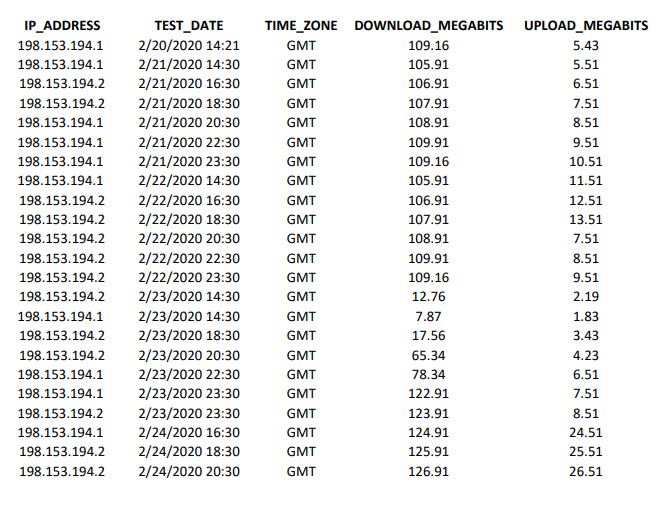 IP_ADDRESS TEST_DATE TIME_ZONE DOWNLOAD_MEGABITS UPLOAD_MEGABITS
198.153.194.1 2/20/2020 14:21 GMT 109.16 5.43
198.153.194.1 2/21/2020 14:30 GMT 105.91 5.51
198.153.194.2 2/21/2020 16:30 GMT 106.91 6.51
198.153.194.2 2/21/2020 18:30 GMT 107.91 7.51
198.153.194.1 2/21/2020 20:30 GMT 108.91 8.51
198.153.194.1 2/21/2020 22:30 GMT 109.91 9.51
198.153.194.1 2/21/2020 23:30 GMT 109.16 10.51
198.153.194.1 2/22/2020 14:30 GMT 105.91 11.51
198.153.194.2 2/22/2020 16:30 GMT 106.91 12.51
198.153.194.2 2/22/2020 18:30 GMT 107.91 13.51
198.153.194.2 2/22/2020 20:30 GMT 108.91 7.51
198.153.194.2 2/22/2020 22:30 GMT 109.91 8.51
198.153.194.2 2/22/2020 23:30 GMT 109.16 9.51
198.153.194.2 2/23/2020 14:30 GMT 12.76 2.19
198.153.194.1 2/23/2020 14:30 GMT 7.87 1.83
198.153.194.2 2/23/2020 18:30 GMT 17.56 3.43
198.153.194.2 2/23/2020 20:30 GMT 65.34 4.23
198.153.194.1 2/23/2020 22:30 GMT 78.34 6.51
198.153.194.1 2/23/2020 23:30 GMT 122.91 7.51
198.153.194.2 2/23/2020 23:30 GMT 123.91 8.51
198.153.194.1 2/24/2020 16:30 GMT 124.91 24.51
198.153.194.2 2/24/2020 18:30 GMT 125.91 25.51
198.153.194.2 2/24/2020 20:30 GMT 126.91 26.51